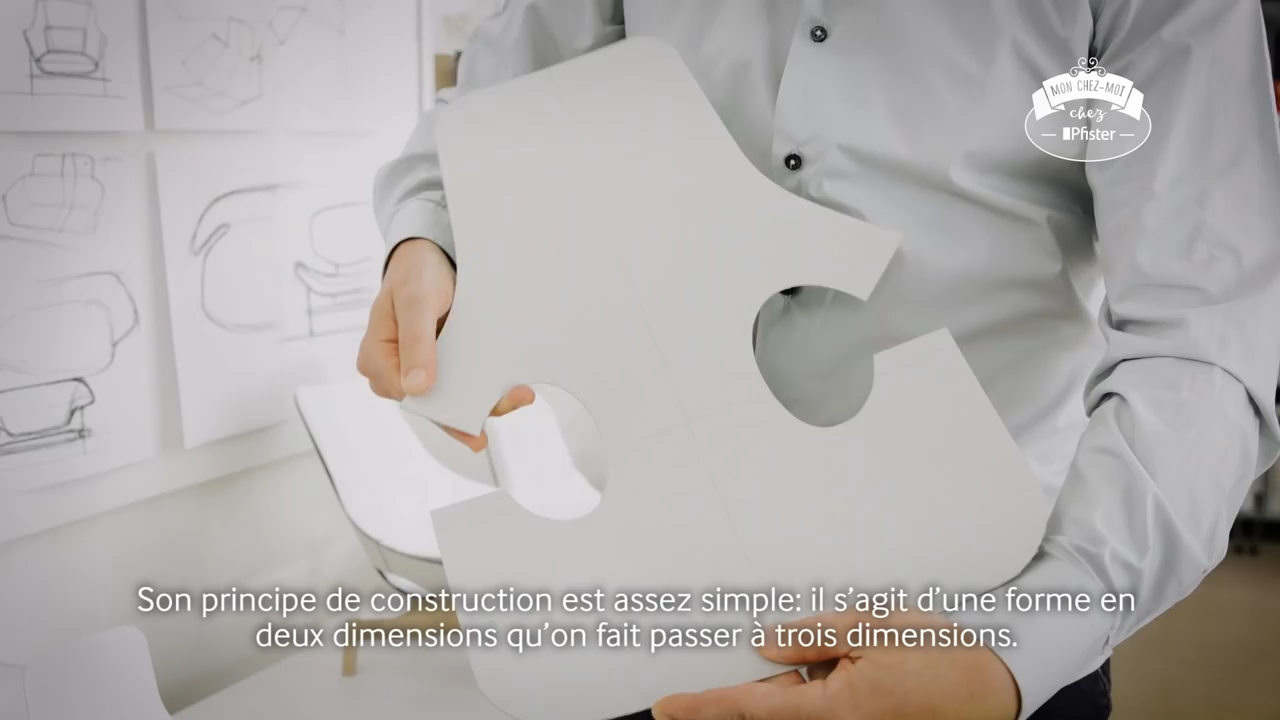 MON CHEZ-MOI
chez
Pfister
Son principe de construction est assez simple: il s’agit d’une forme en
deux dimensions qu’on fait passer à trois dimensions.